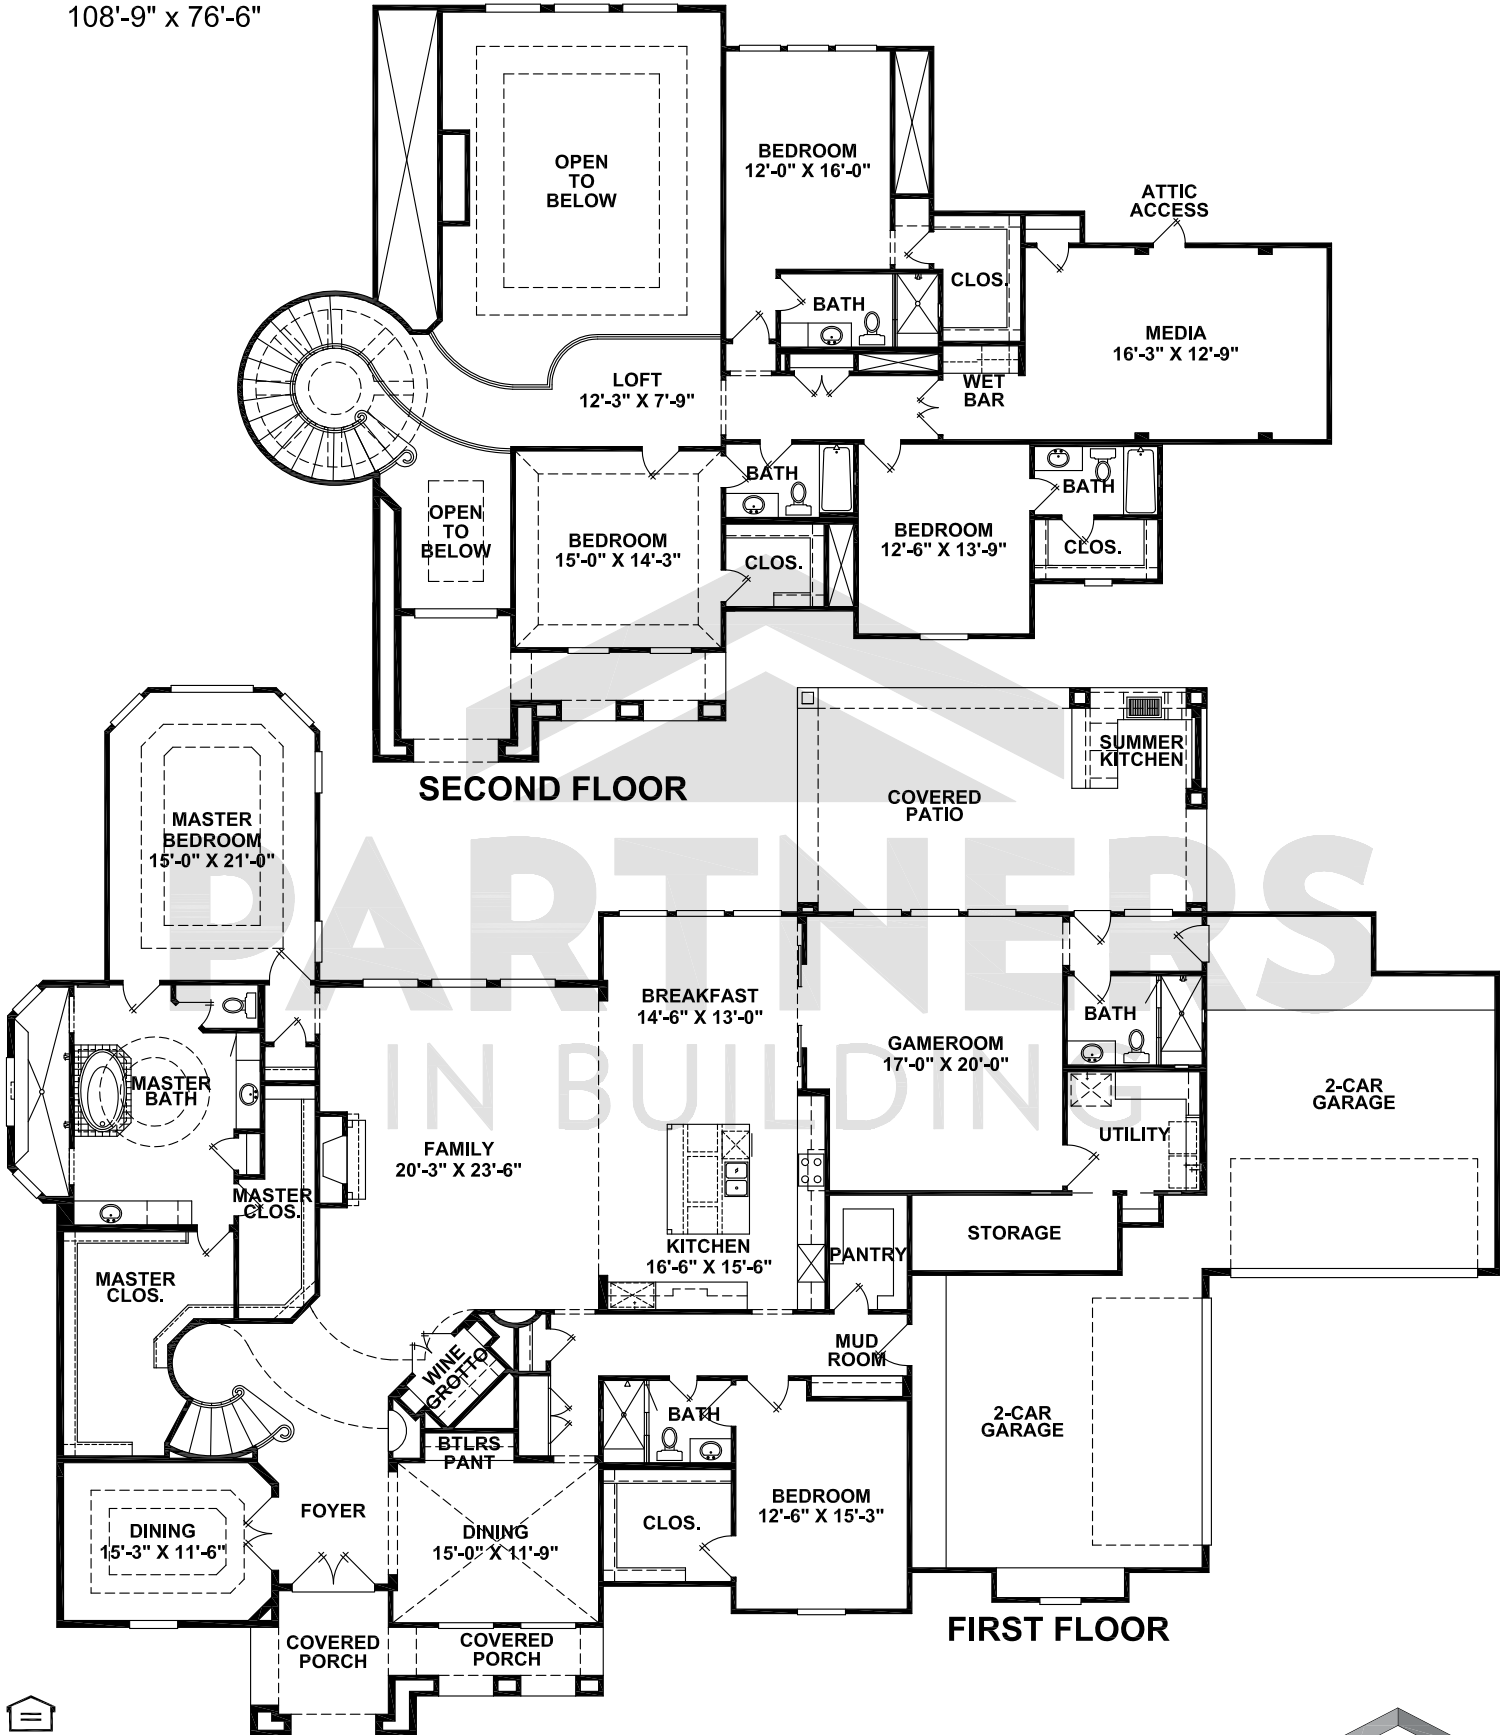 108'-9" x 76'-6"
OPEN
TO
BELOW
BEDROOM
12'-0" X 16'-0"
ATTIC
ACCESS
CLOS.
BATH
MEDIA
16'-3" X 12'-9"
LOFT
12'-3" X 7'-9"
WET
BAR
BATH
BATH
OPEN
TO
BELOW
BEDROOM
15'-0" X 14'-3"
BEDROOM
12'-6" X 13'-9"
CLOS.
CLOS.
SECOND FLOOR
SUMMER
KITCHEN
COVERED
PATIO
MASTER
BEDROOM
15'-0" X 21'-0"
PARTNERS
IN BUILDING
BREAKFAST
14'-6" X 13'-0"
BATH
GAMEROOM
17'-0" X 20'-0"
MASTER
BATH
2-CAR
GARAGE
FAMILY
20'-3" X 23'-6"
UTILITY
MASTER
CLOS.
STORAGE
KITCHEN
16'-6" X 15'-6"
PANTRY
MASTER
CLOS.
WINE
GROTTO
MUD
ROOM
BATH
2-CAR
GARAGE
BTLRS
PANT
BEDROOM
12'-6" X 15'-3"
FOYER
CLOS.
DINING
15'-3" X 11'-6"
DINING
15'-0" X 11'-9"
FIRST FLOOR
COVERED
PORCH
COVERED
PORCH